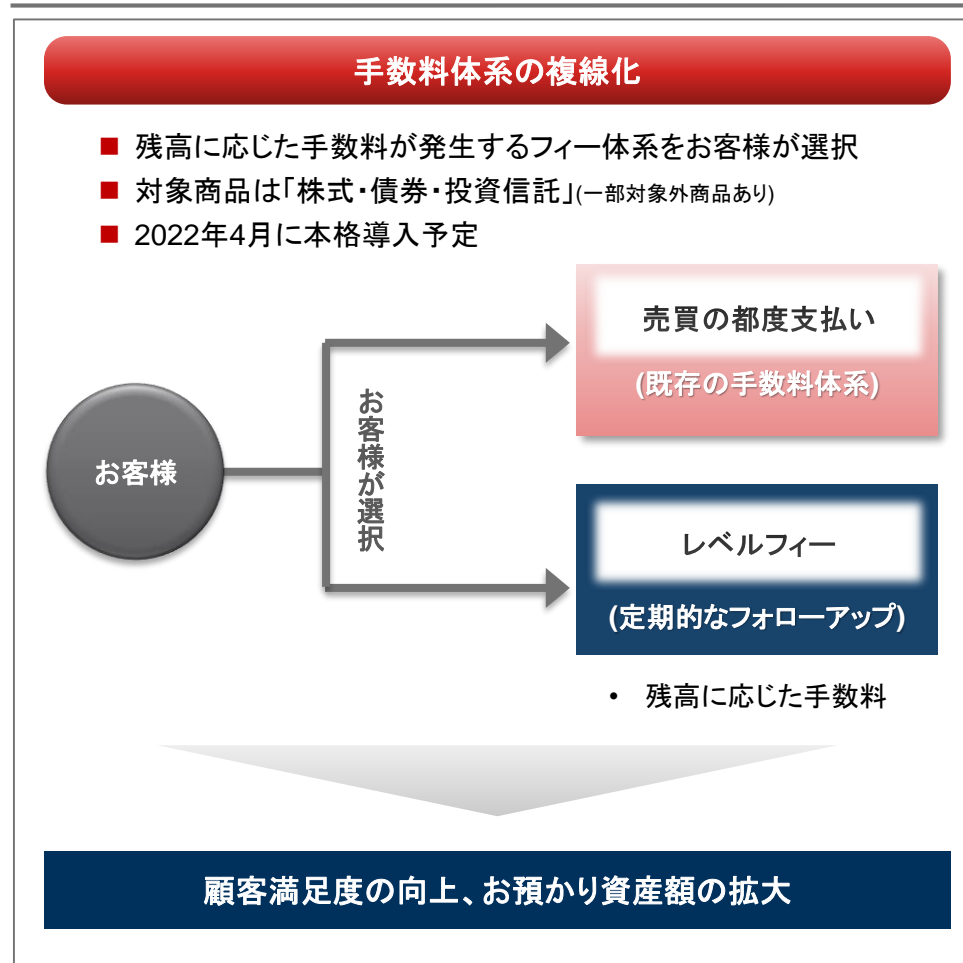 手数料体系の複線化
■ 残高に応じた手数料が発生するフィー体系をお客様が選択
■ 対象商品は「株式・債券・投資信託」(一部対象外商品あり)
■ 2022年4月に本格導入予定
売買の都度支払い
(既存の手数料体系)
お客様
お客様が選択
レベルフィー
(定期的なフォローアップ)
• 残高に応じた手数料
顧客満足度の向上、お預かり資産額の拡大